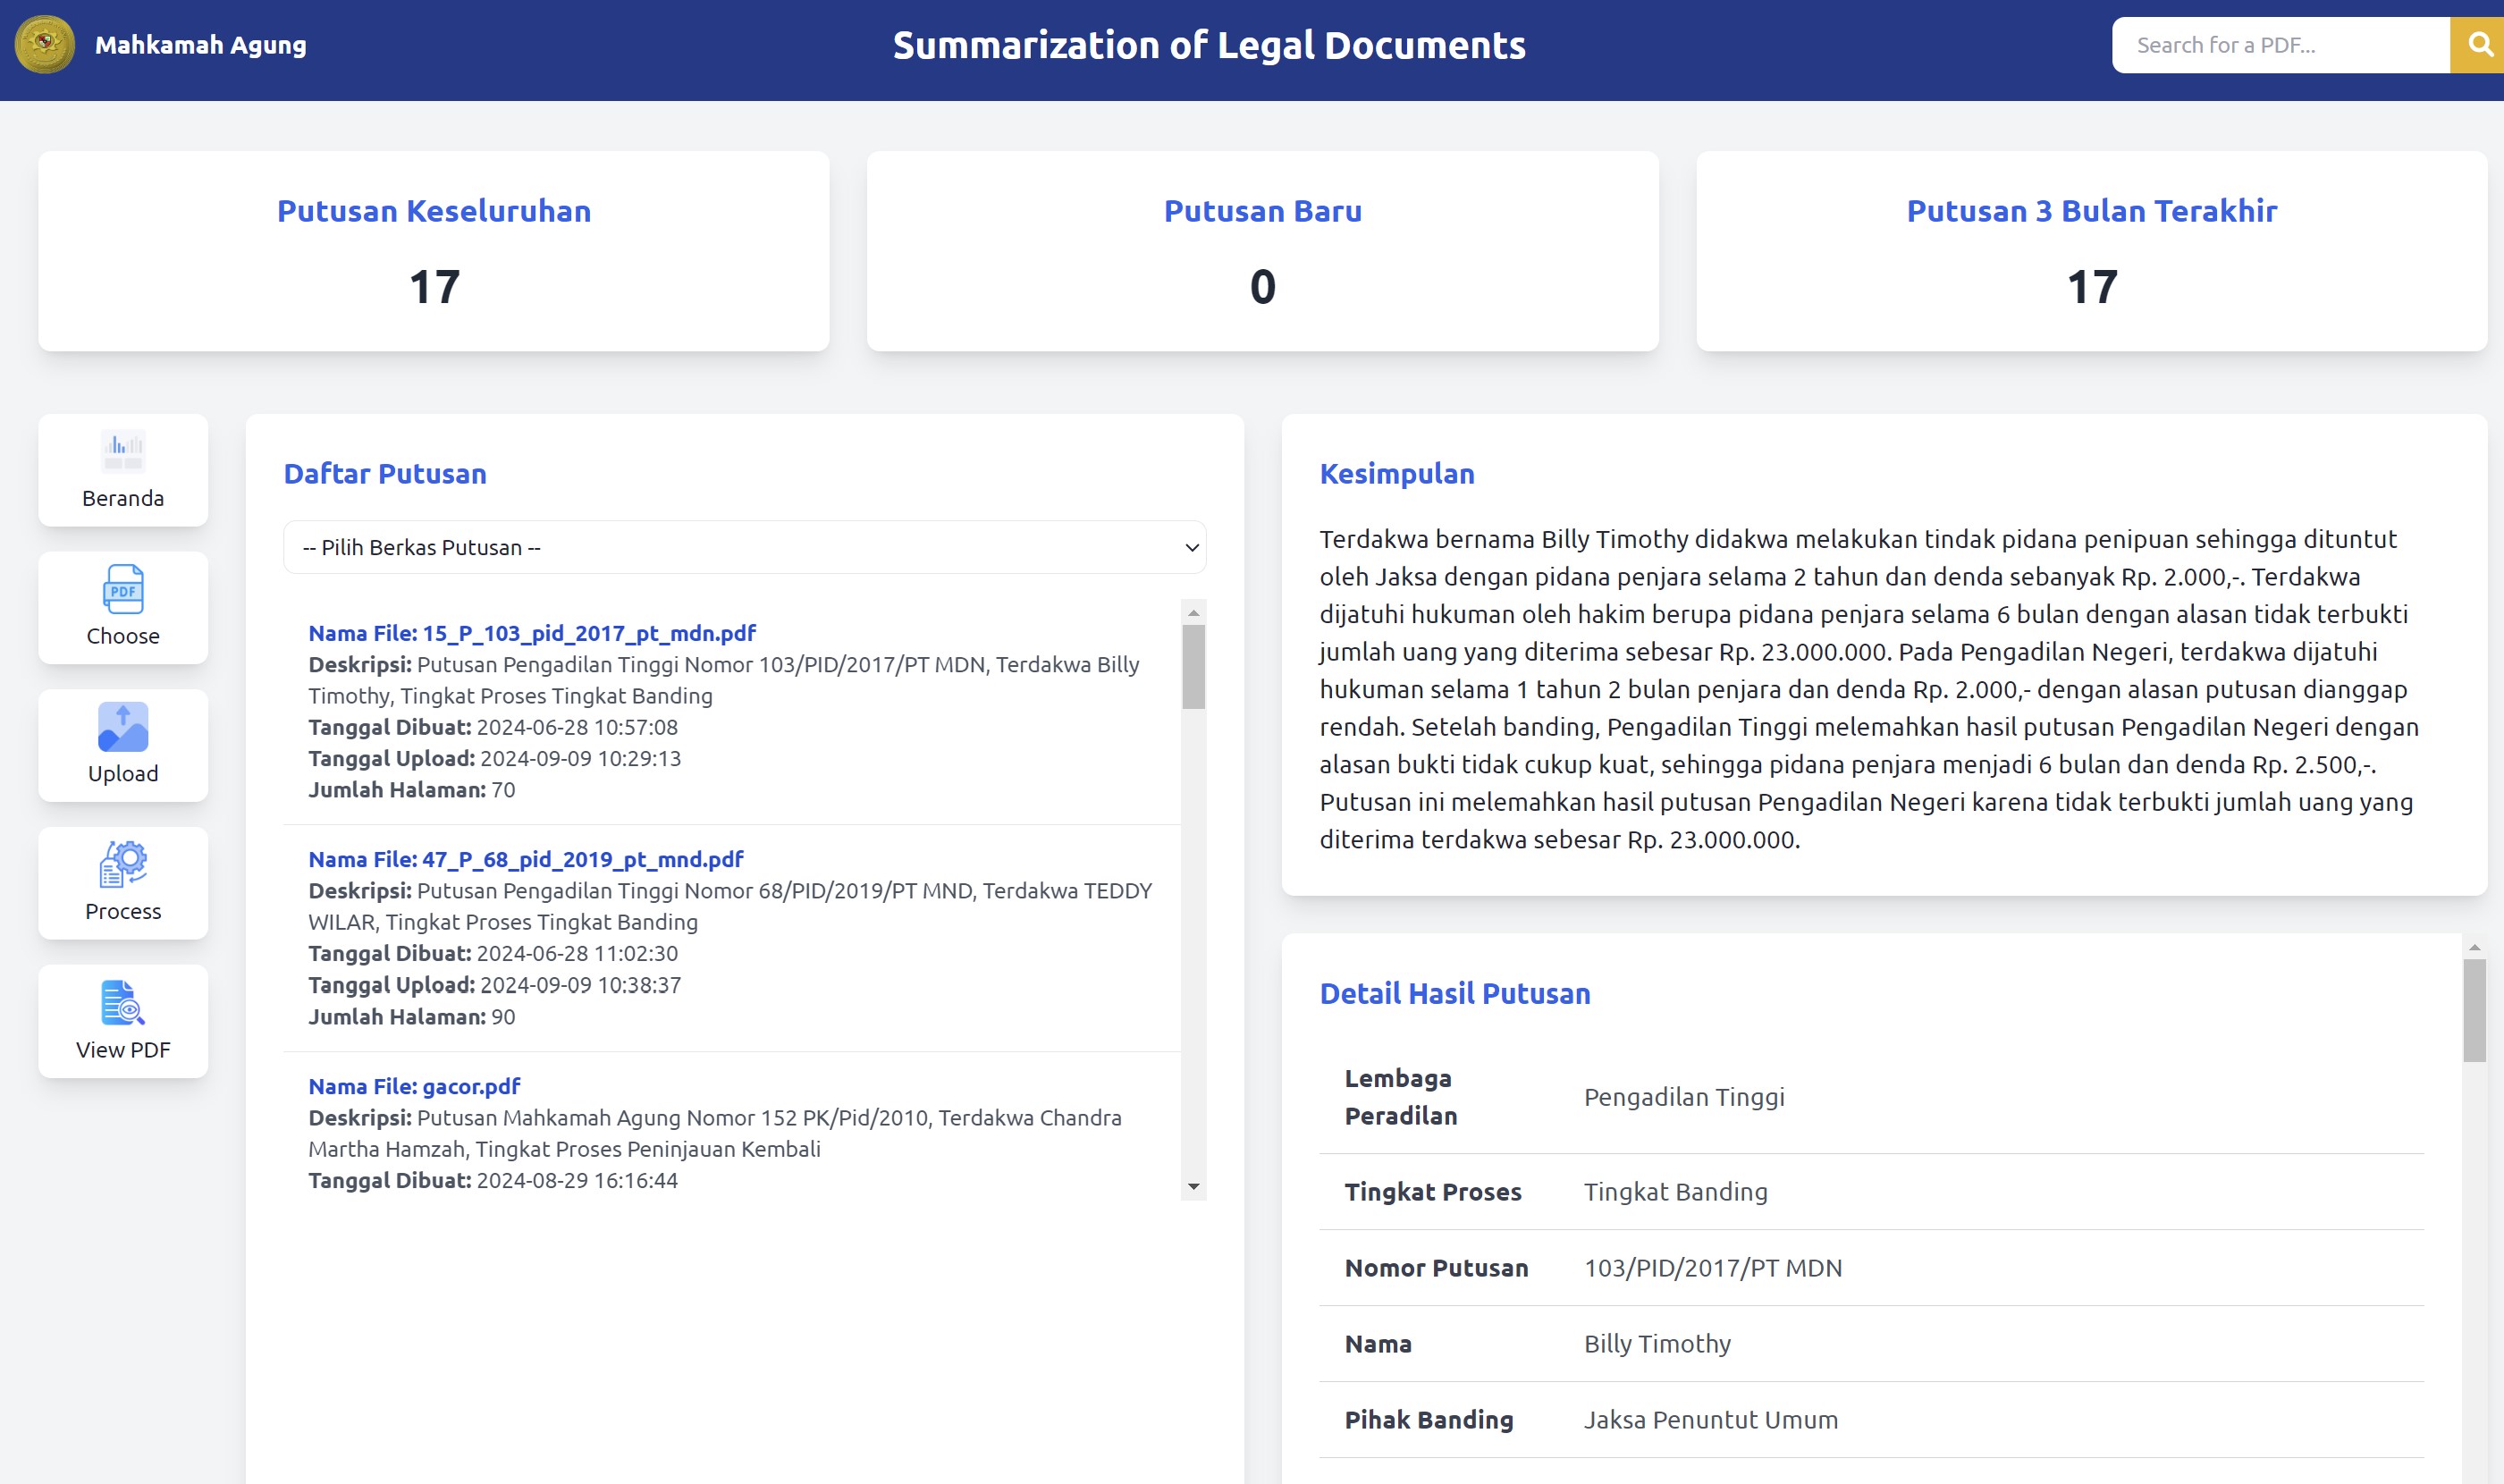 Mahkamah Agung
Summarization of Legal Documents
Search for a PDF...
Putusan Keseluruhan
17
Putusan Baru
0
Putusan 3 Bulan Terakhir
17
Beranda
PDF
Choose
Upload
Process
View PDF
Daftar Putusan
-- Pilih Berkas Putusan --
Nama File: 15_P_103_pid_2017_pt_mdn.pdf
Deskripsi: Putusan Pengadilan Tinggi Nomor 103/PID/2017/PT MDN, Terdakwa Billy
Timothy, Tingkat Proses Tingkat Banding
Tanggal Dibuat: 2024-06-28 10:57:08
Tanggal Upload: 2024-09-09 10:29:13
Jumlah Halaman: 70
Nama File: 47_P_68_pid_2019_pt_mnd.pdf
Deskripsi: Putusan Pengadilan Tinggi Nomor 68/PID/2019/PT MND, Terdakwa TEDDY
WILAR, Tingkat Proses Tingkat Banding
Tanggal Dibuat: 2024-06-28 11:02:30
Tanggal Upload: 2024-09-09 10:38:37
Jumlah Halaman: 90
Nama File: gacor.pdf
Deskripsi: Putusan Mahkamah Agung Nomor 152 PK/Pid/2010, Terdakwa Chandra
Martha Hamzah, Tingkat Proses Peninjauan Kembali
Tanggal Dibuat: 2024-08-29 16:16:44
Kesimpulan
Terdakwa bernama Billy Timothy didakwa melakukan tindak pidana penipuan sehingga dituntut
oleh Jaksa dengan pidana penjara selama 2 tahun dan denda sebanyak Rp. 2.000,-. Terdakwa
dijatuhi hukuman oleh hakim berupa pidana penjara selama 6 bulan dengan alasan tidak terbukti
jumlah uang yang diterima sebesar Rp. 23.000.000. Pada Pengadilan Negeri, terdakwa dijatuhi
hukuman selama 1 tahun 2 bulan penjara dan denda Rp. 2.000,- dengan alasan putusan dianggap
rendah. Setelah banding, Pengadilan Tinggi melemahkan hasil putusan Pengadilan Negeri dengan
alasan bukti tidak cukup kuat, sehingga pidana penjara menjadi 6 bulan dan denda Rp. 2.500,-.
Putusan ini melemahkan hasil putusan Pengadilan Negeri karena tidak terbukti jumlah uang yang
diterima terdakwa sebesar Rp. 23.000.000.
Detail Hasil Putusan
Lembaga
Peradilan
Pengadilan Tinggi
Tingkat Proses Tingkat Banding
Nomor Putusan 103/PID/2017/PT MDN
Nama Billy Timothy
Pihak Banding Jaksa Penuntut Umum